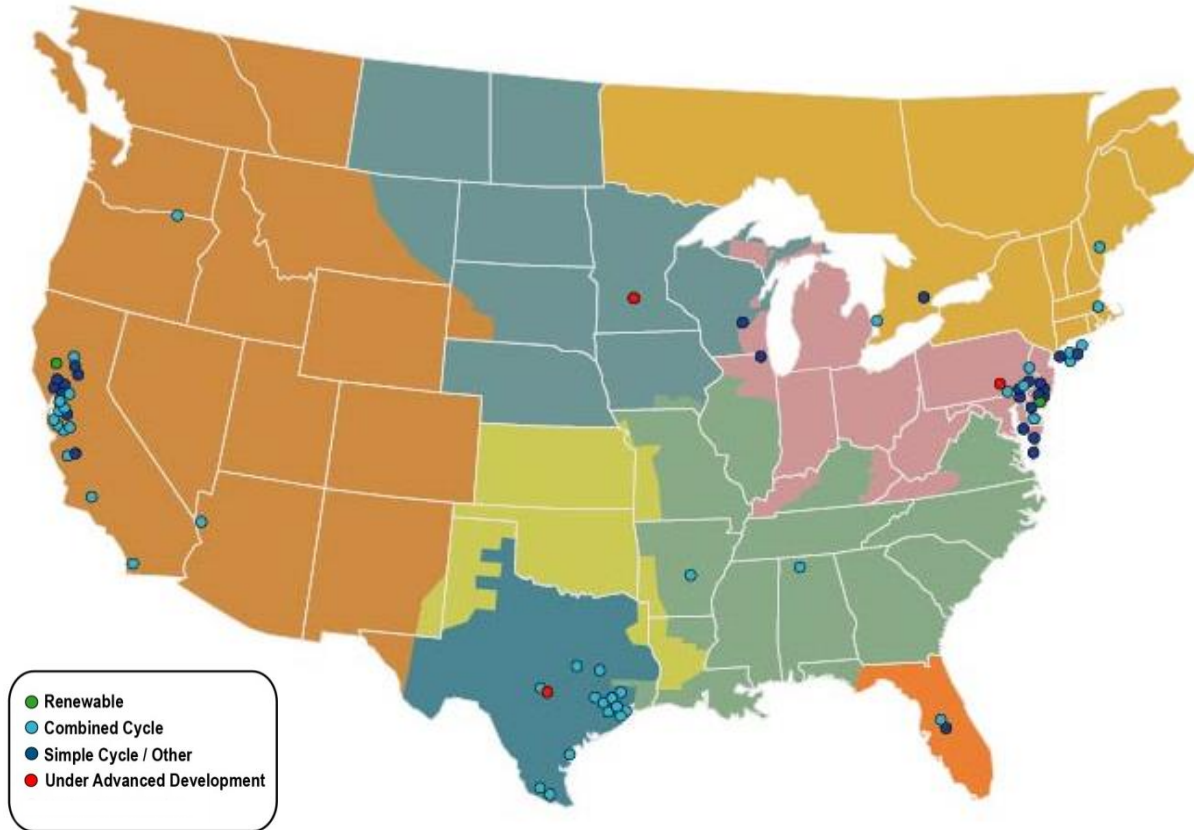 Renewable
Combined Cycle
Simple Cycle / Other
Under Advanced Development